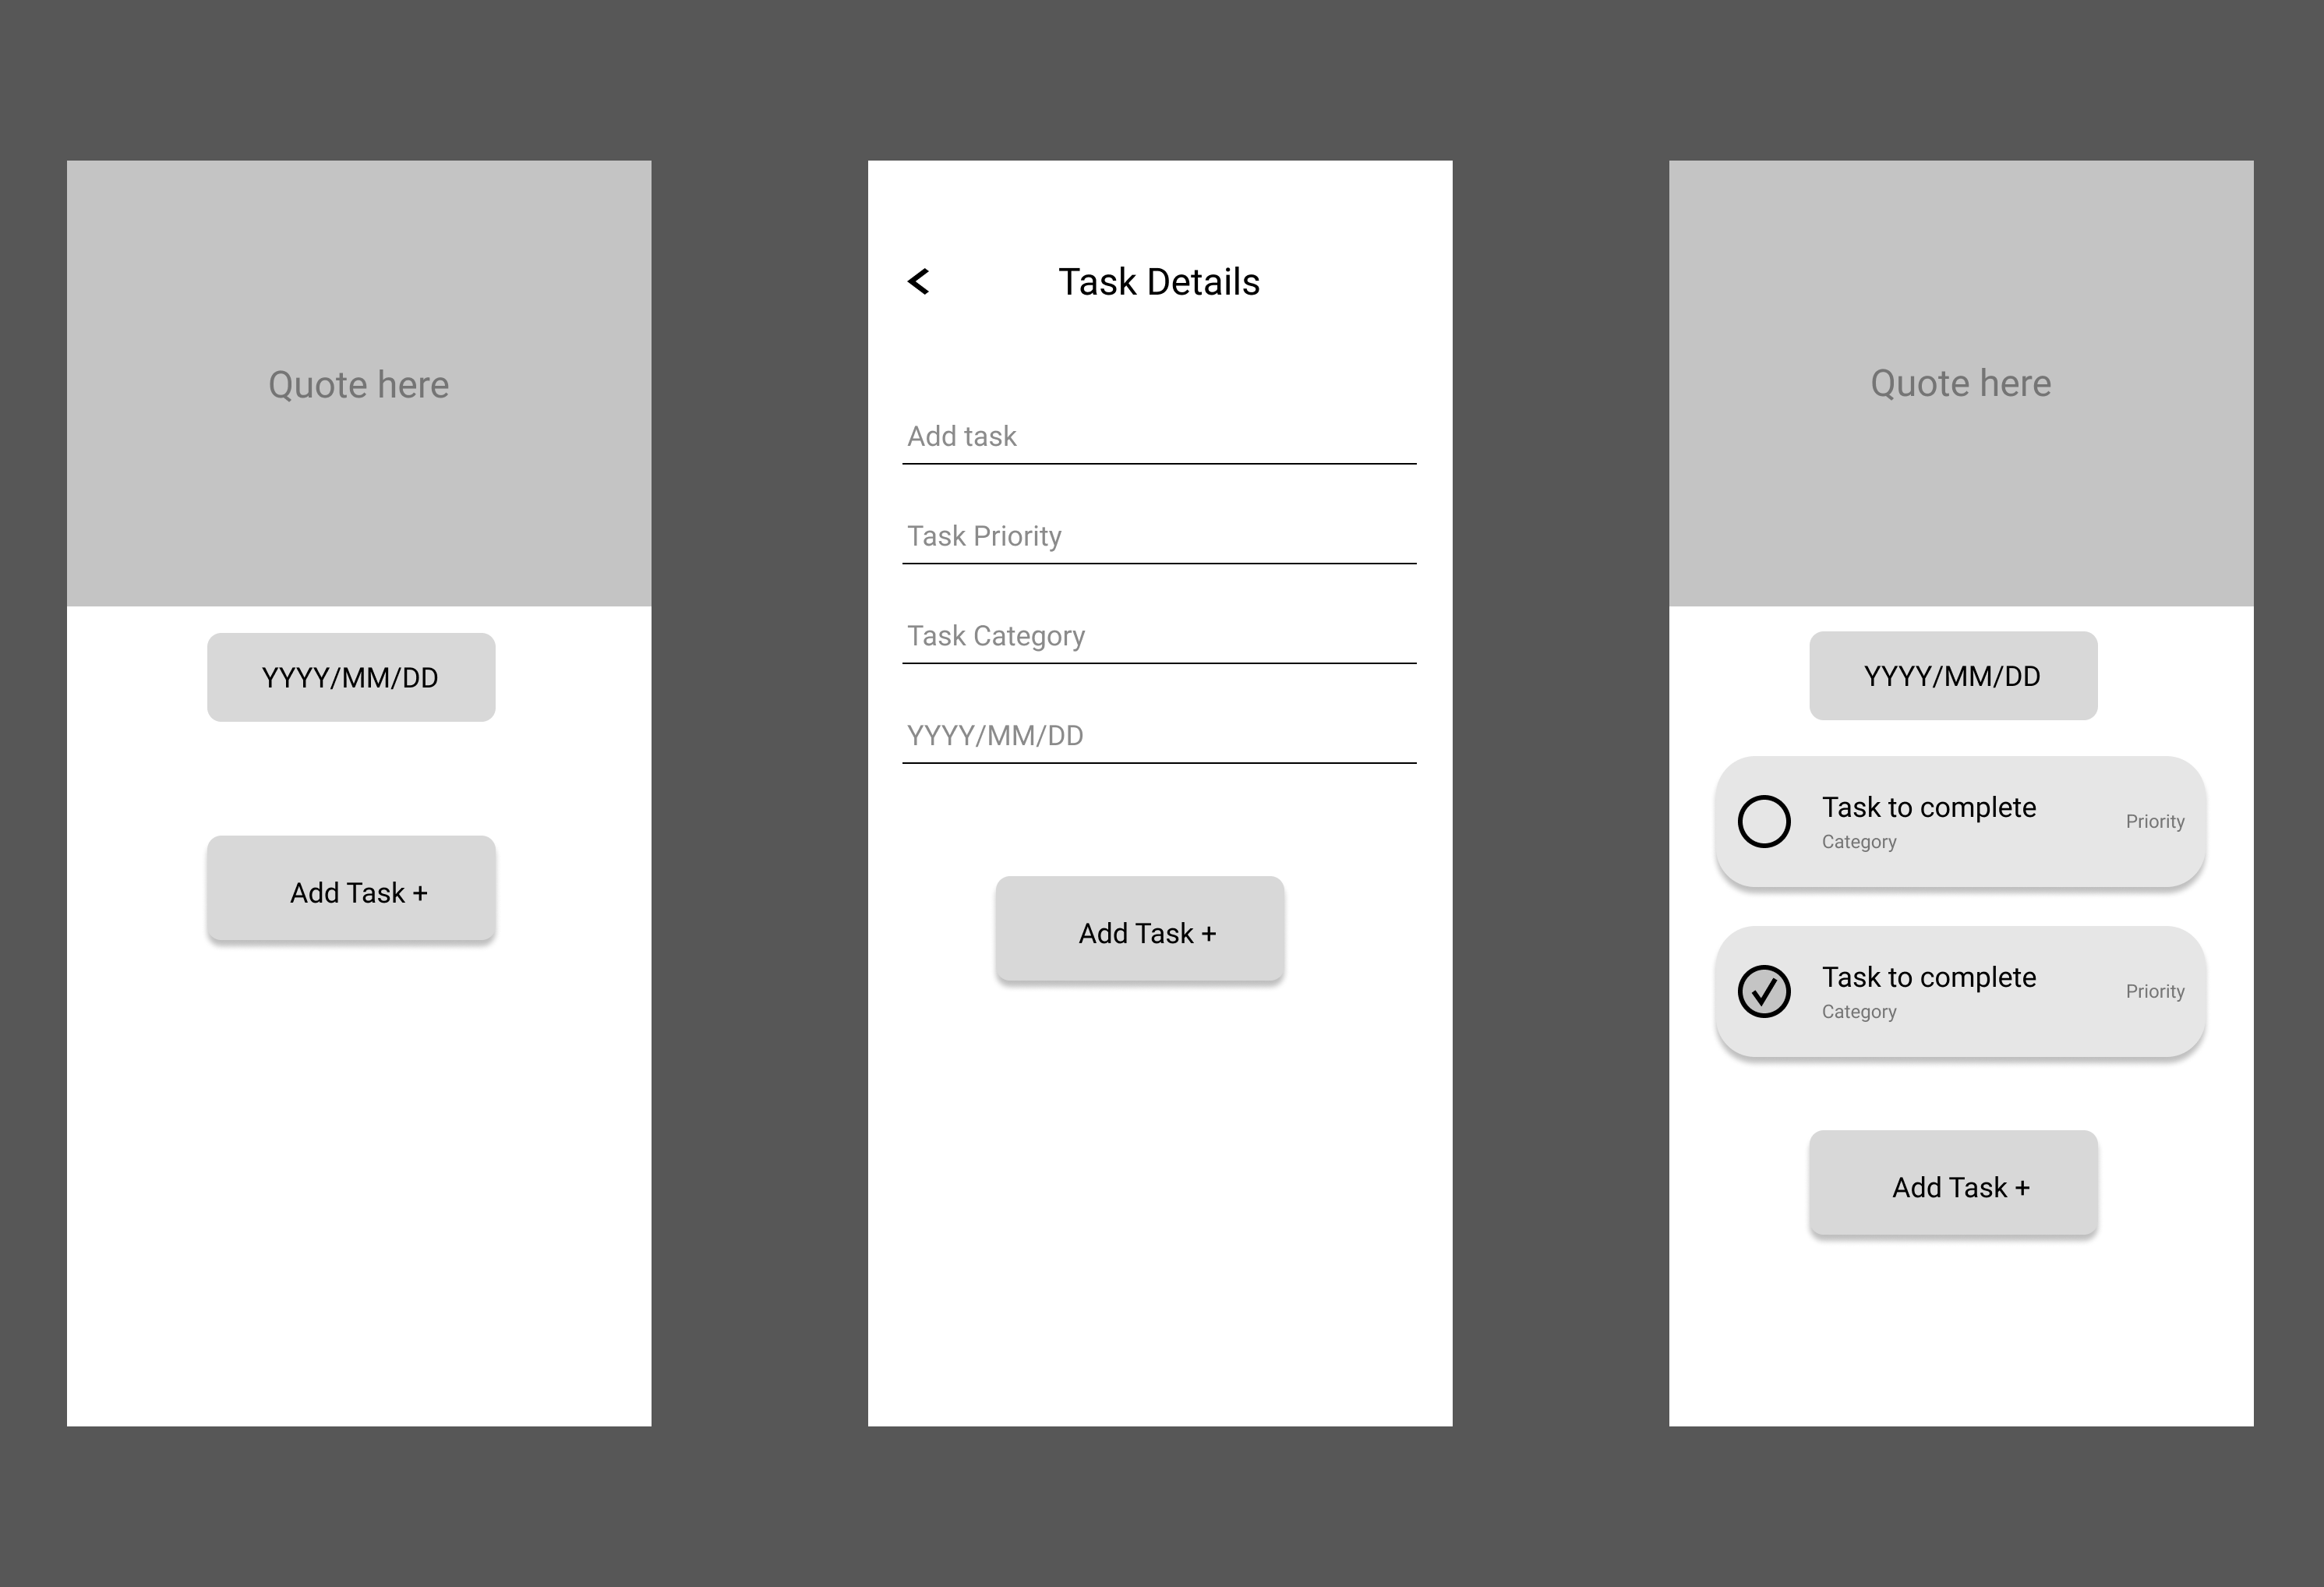 Quote here
YYYY/MM/DD
Add Task +
Task Details
Add task
Task Priority
Task Category
YYYY/MM/DD
Add Task +
Quote here
YYYY/MM/DD
Task to complete
Category
Priority
Task to complete
Category
Priority
Add Task +